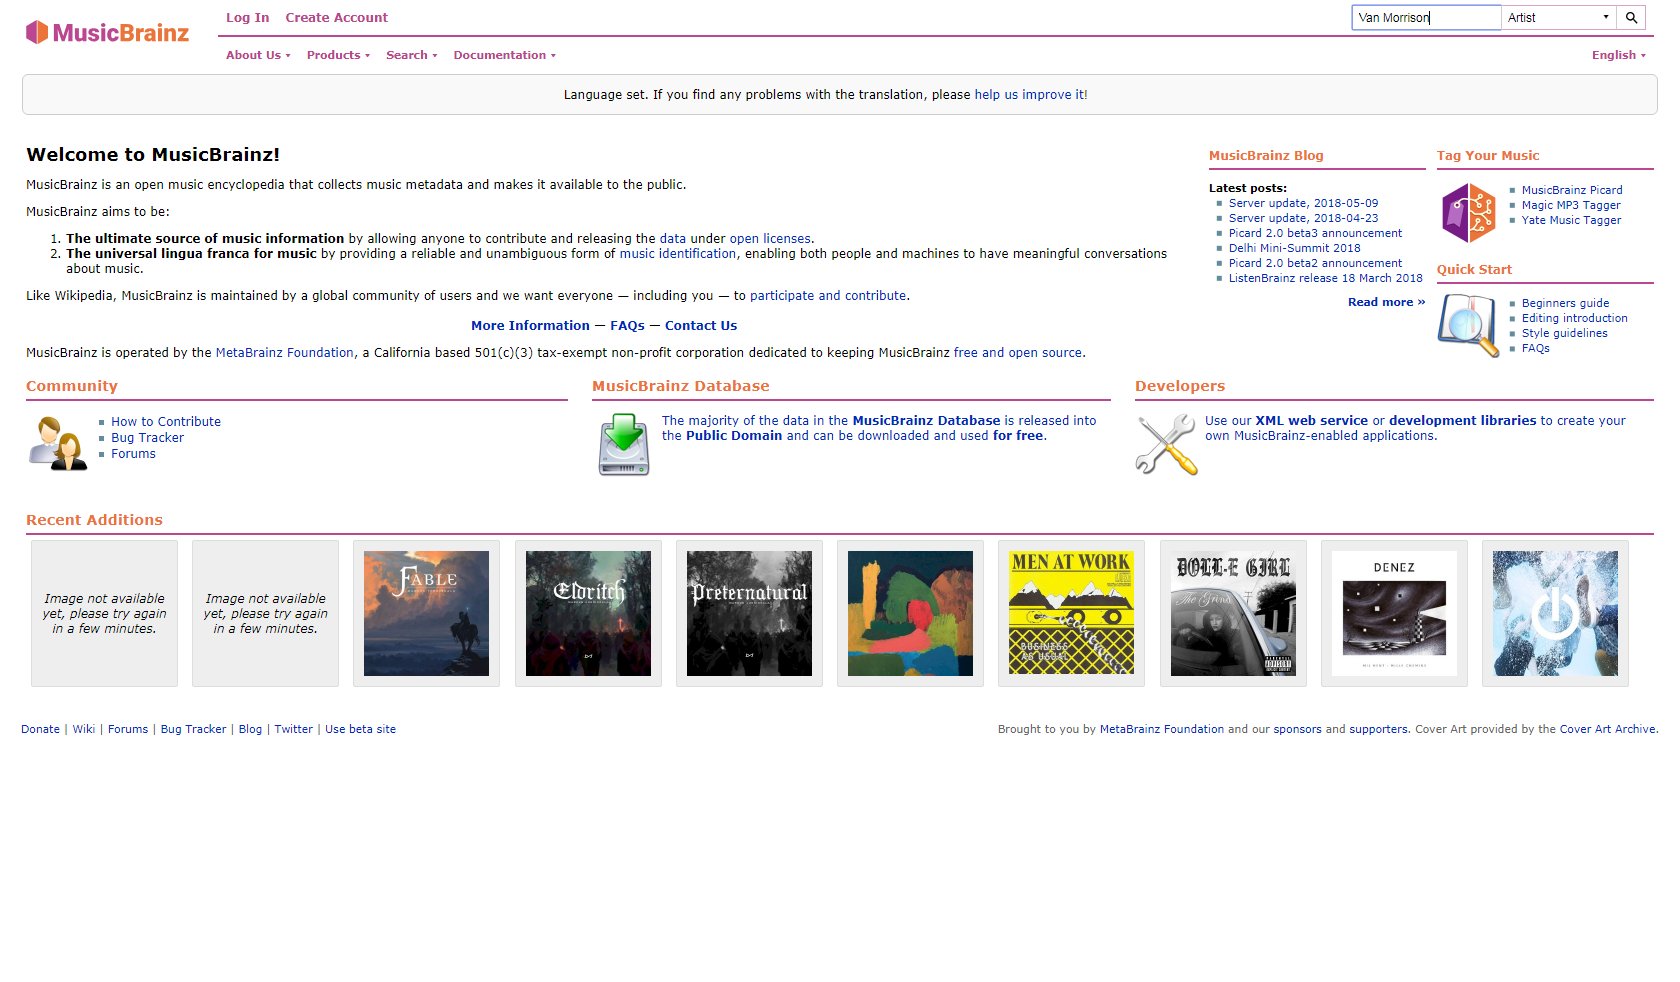 MusicBrainz
Log In Create Account
Van Morrison Artist
About Us Products Search Documentation
English
Language set. If you find any problems with the translation, please help us improve it!
Welcome to MusicBrainz!
MusicBrainz is an open music encyclopedia that collects music metadata and makes it available to the public.
MusicBrainz aims to be:
1. The ultimate source of music information by allowing anyone to contribute and releasing the data under open licenses.
2. The universal lingua franca for music by providing a reliable and unambiguous form of music identification, enabling both people and machines to have meaningful conversations
about music.
Like Wikipedia, MusicBrainz is maintained by a global community of users and we want everyone — including you — to participate and contribute.
More Information — FAQs — Contact Us
MusicBrainz is operated by the MetaBrainz Foundation, a California based 501(c)(3) tax-exempt non-profit corporation dedicated to keeping MusicBrainz free and open source.
MusicBrainz Blog
Latest posts:
Server update, 2018-05-09
Server update, 2018-04-23
Picard 2.0 beta3 announcement
Delhi Mini-Summit 2018
Picard 2.0 beta2 announcement
ListenBrainz release 18 March 2018
Read more »
Tag Your Music
MusicBrainz Picard
Magic MP3 Tagger
Yate Music Tagger
Quick Start
Beginners guide
Editing introduction
Style guidelines
FAQs
Community
How to Contribute
Bug Tracker
Forums
MusicBrainz Database
The majority of the data in the MusicBrainz Database is released into
the Public Domain and can be downloaded and used for free.
Developers
Use our XML web service or development libraries to create your
own MusicBrainz-enabled applications.
Recent Additions
Image not available
yet, please try again
in a few minutes.
Image not available
yet, please try again
in a few minutes.
FABLE
Eldritch
Preternatural
MEN AT WORK
BUSINESS
AS USUAL
DOLL-E GIRL
The Grind
DENEZ
Donate | Wiki | Forums | Bug Tracker | Blog | Twitter | Use beta site
Brought to you by MetaBrainz Foundation and our sponsors and supporters. Cover Art provided by the Cover Art Archive.